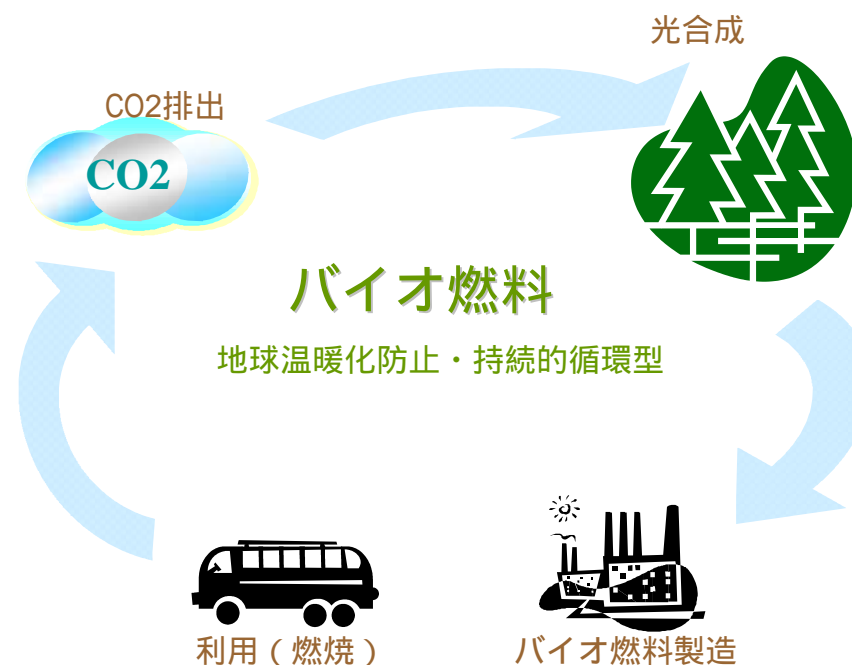 光合成
CO2排出
CO2
バイオ燃料
地球温暖化防止・持続的循環型
利用（燃焼）
バイオ燃料製造